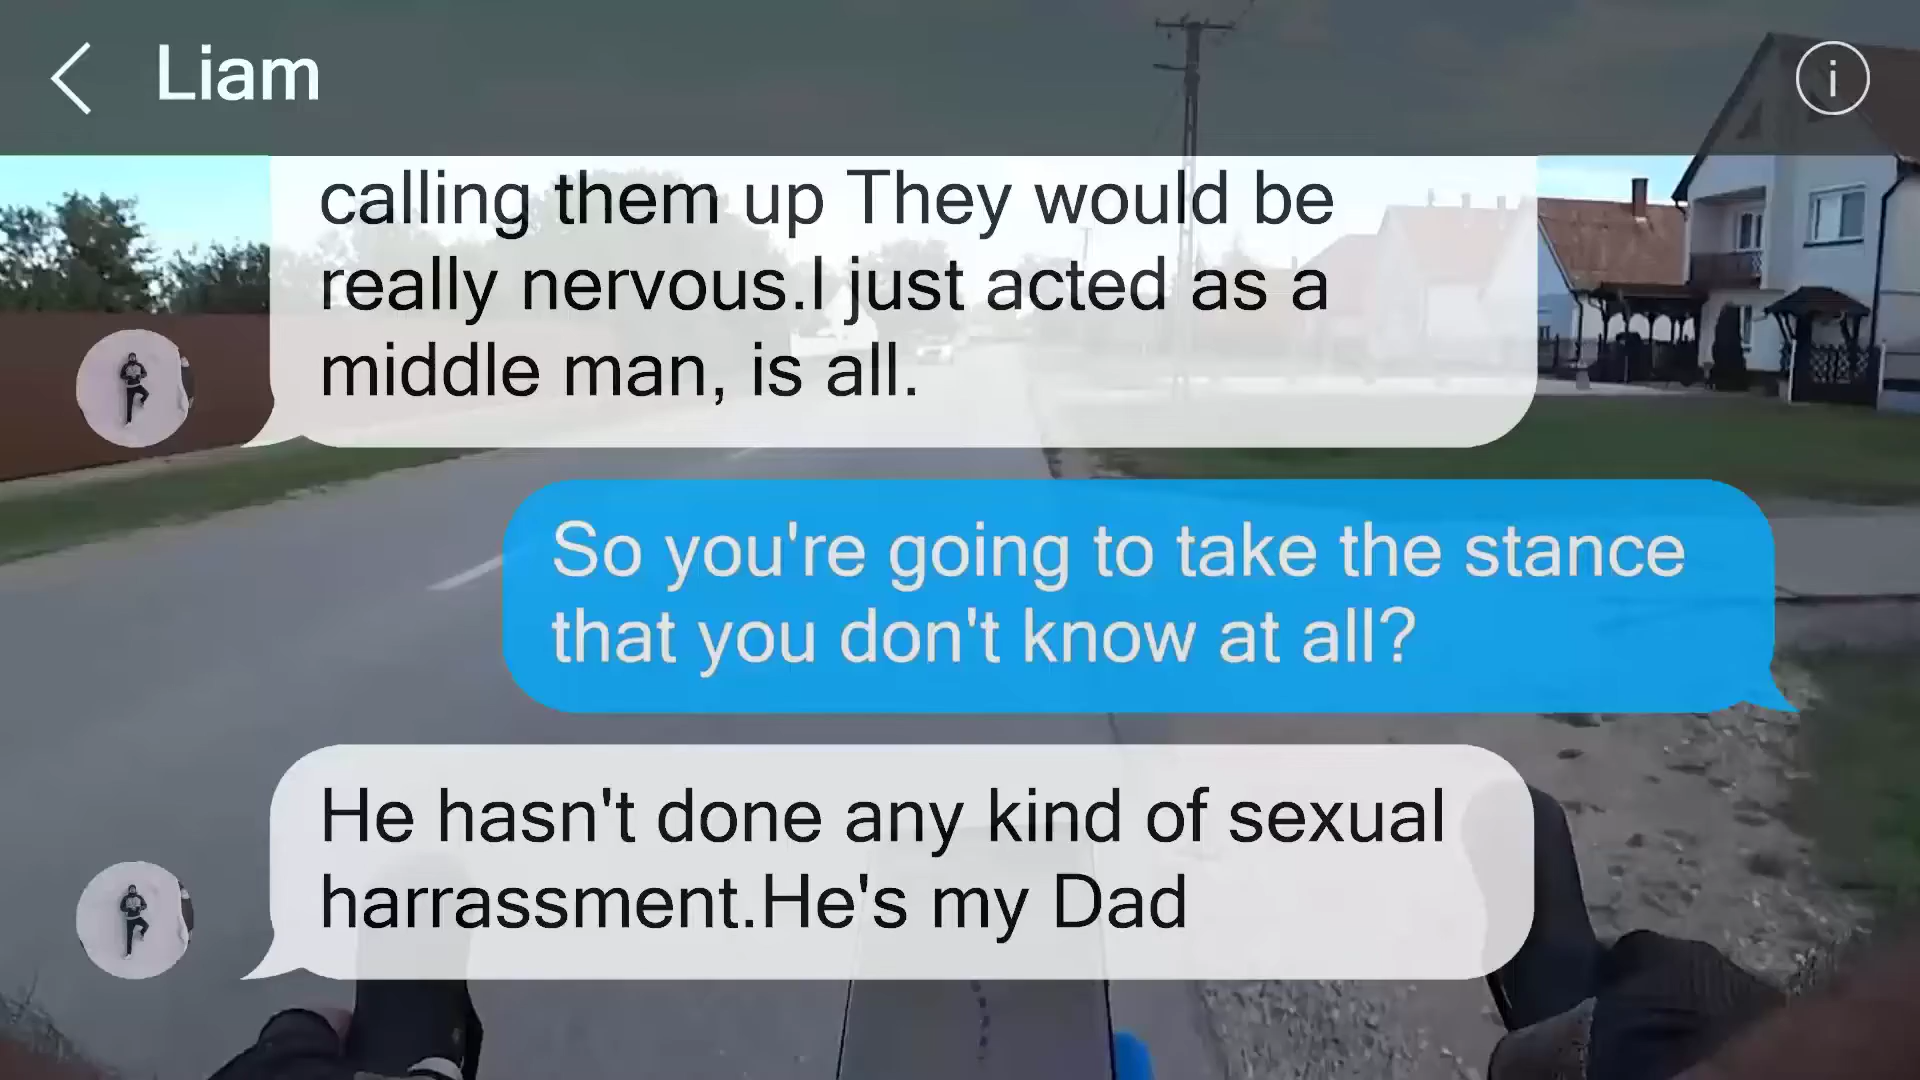 Liam
calling them up They would be
really nervous.I just acted as a
middle man, is all.
So you're going to take the stance
that you don't know at all?
He hasn't done any kind of sexual
harrassment.He's my Dad